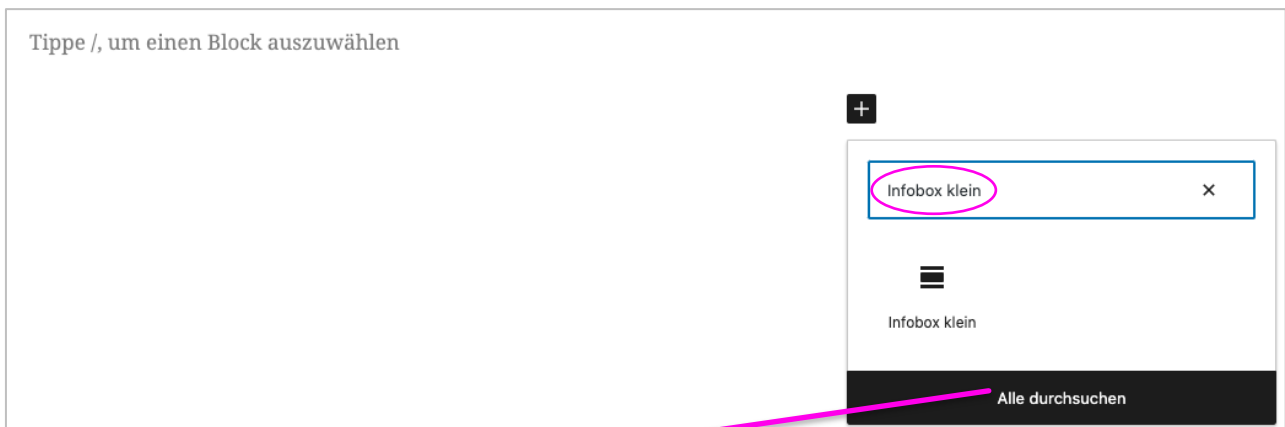 Tippe /, um einen Block auszuwählen
Infobox klein
Infobox klein
Alle durchsuchen